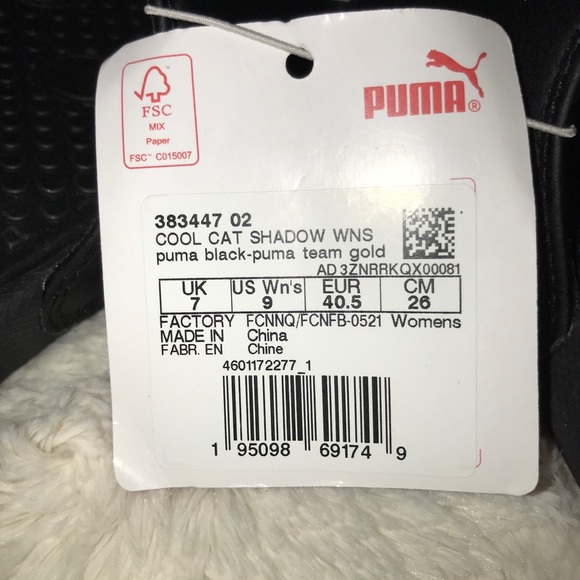 FSC
MIX
Paper
FSC™ C015007
PUMA®
383447 02
COOL CAT SHADOW WNS
puma black-puma team gold
AD 3ZNRRKQX00081
UK US Wn's EUR CM
7 9 40.5 26
FACTORY FCNNQ/FCNFB-0521 Womens
MADE IN China
FABR. EN Chine
4601172277_1
1 95098 69174 9